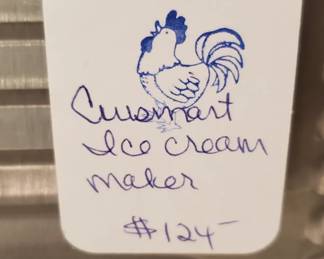 Cuisinart
Ice cream
maker
$124-